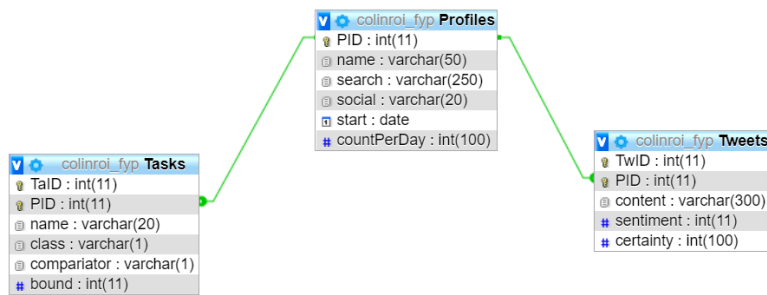 colinroi_fyp Profiles
PID : int(11)
name : varchar(50)
search : varchar(250)
social : varchar(20)
start : date
# countPerDay : int(100)
colinroi_fyp Tasks
TaID : int(11)
PID : int(11)
name : varchar(20)
class : varchar(1)
compariator : varchar(1)
# bound : int(11)
colinroi_fyp Tweets
TwID : int(11)
PID : int(11)
content : varchar(300)
# sentiment : int(11)
# certainty : int(100)